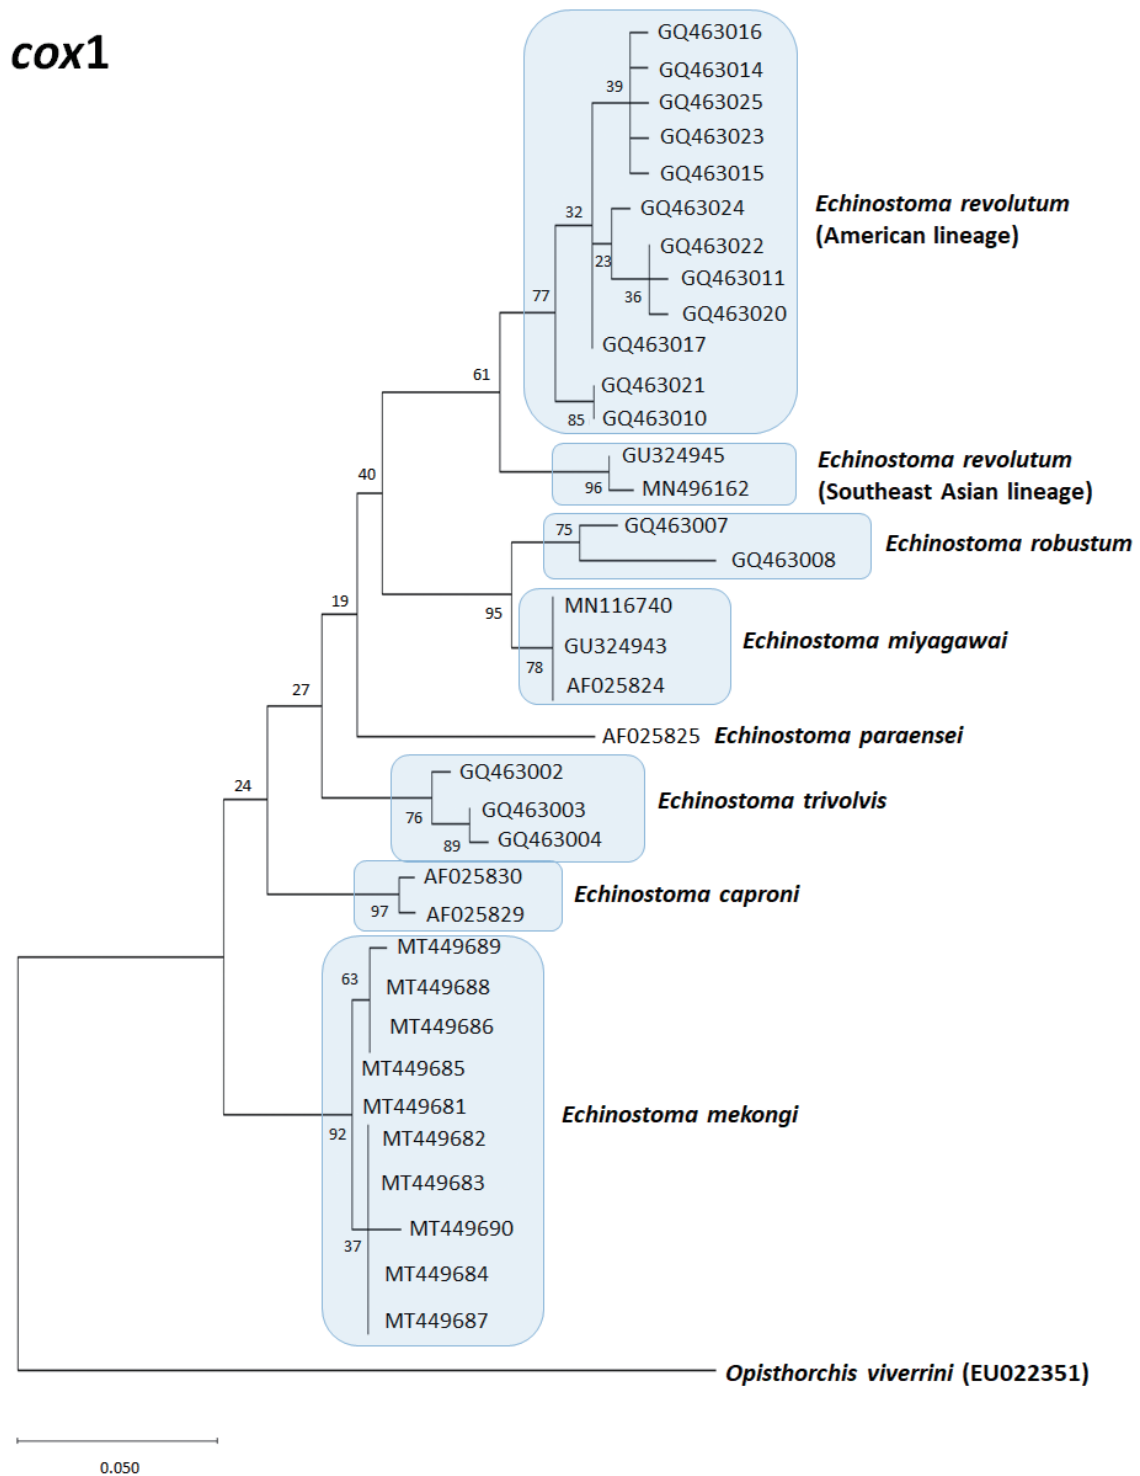 cox1
GQ463016
GQ463014
39
GQ463025
GQ463023
GQ463015
GQ463024
32
Echinostoma revolutum
(American lineage)
GQ463022
23
GQ463011
36
GQ463020
77
GQ463017
61
GQ463021
85
GQ463010
GU324945
Echinostoma revolutum
(Southeast Asian lineage)
96
MN496162
40
75
GQ463007
Echinostoma robustum
GQ463008
19
95
MN116740
GU324943
Echinostoma miyagawai
78
AF025824
27
AF025825 Echinostoma paraensei
24
GQ463002
Echinostoma trivolvis
76
GQ463003
89
GQ463004
AF025830
Echinostoma caproni
97
AF025829
MT449689
63
MT449688
MT449686
MT449685
MT449681
Echinostoma mekongi
92
MT449682
MT449683
MT449690
37
MT449684
MT449687
Opisthorchis viverrini (EU022351)
0.050